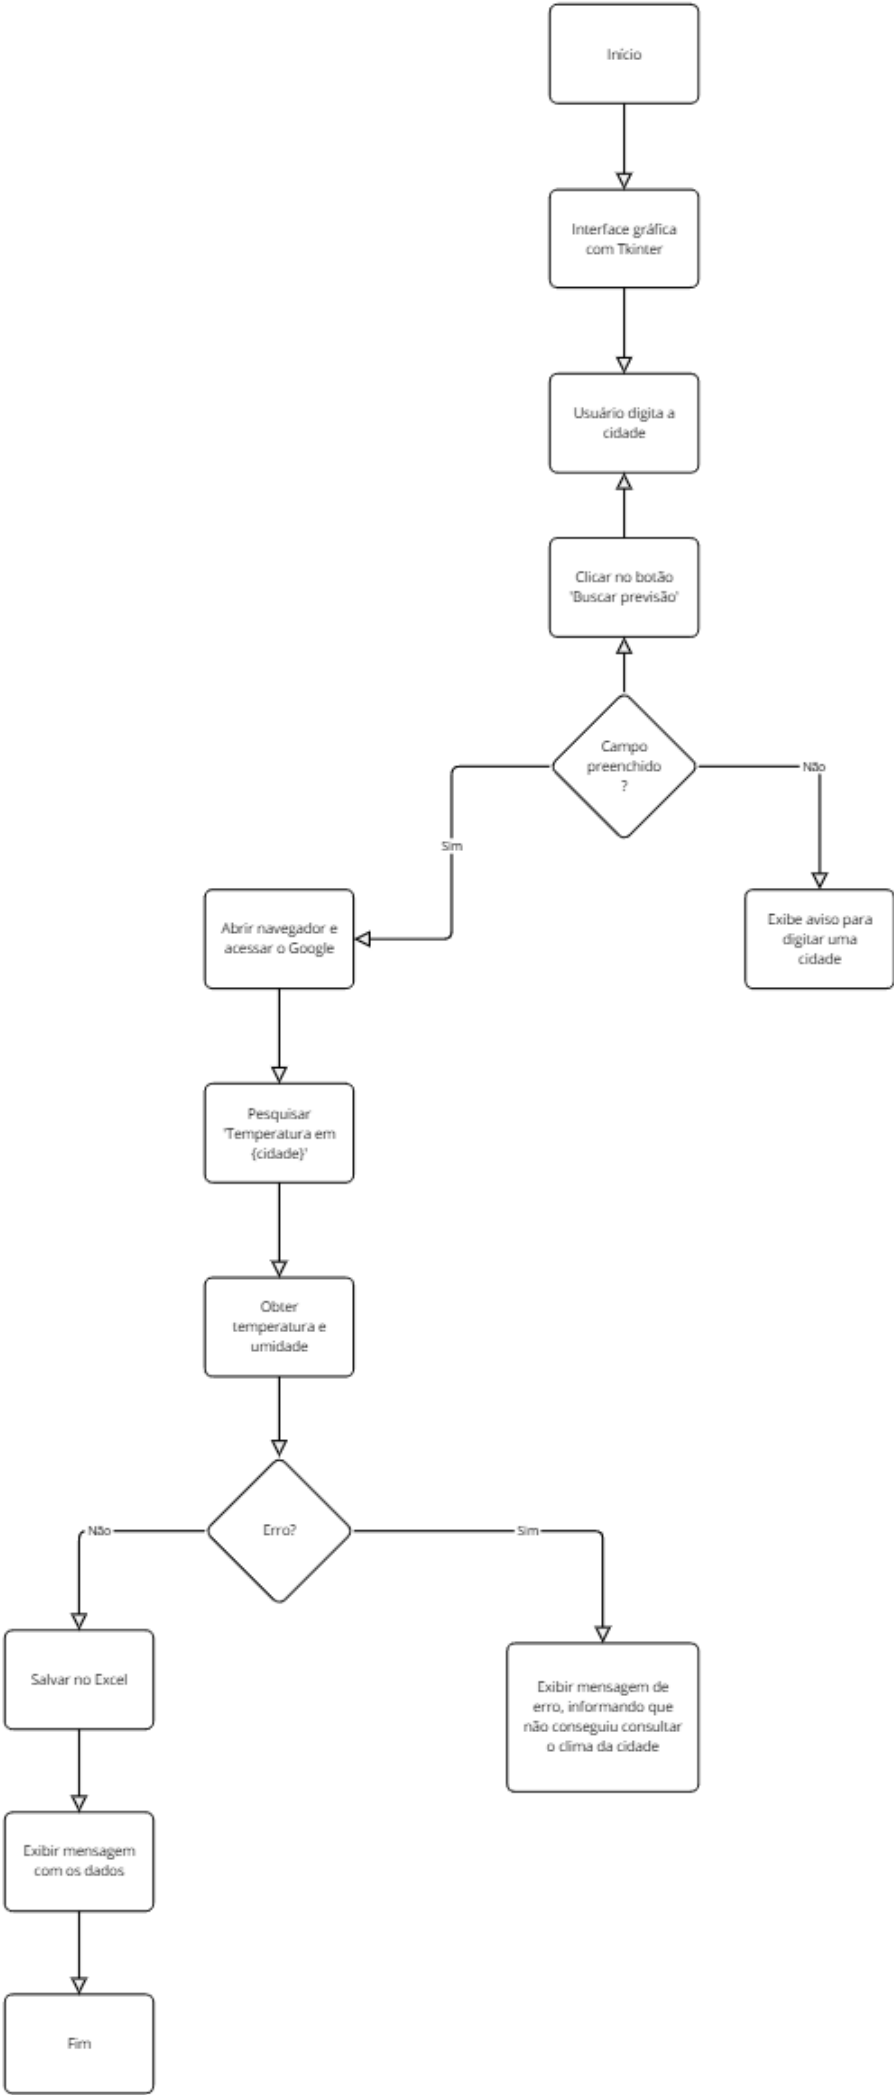 Início
Interface gráfica
com Tkinter
Usuário digita a
cidade
Clicar no botão
'Buscar previsão'
Campo
preenchido
?
Não
Sim
Exibe aviso para
digitar uma
cidade
Abrir navegador e
acessar o Google
Pesquisar
'Temperatura em
{cidade}'
Obter
temperatura e
umidade
Erro?
Não
Sim
Salvar no Excel
Exibir mensagem de
erro, informando que
não conseguiu consultar
o clima da cidade
Exibir mensagem
com os dados
Fim